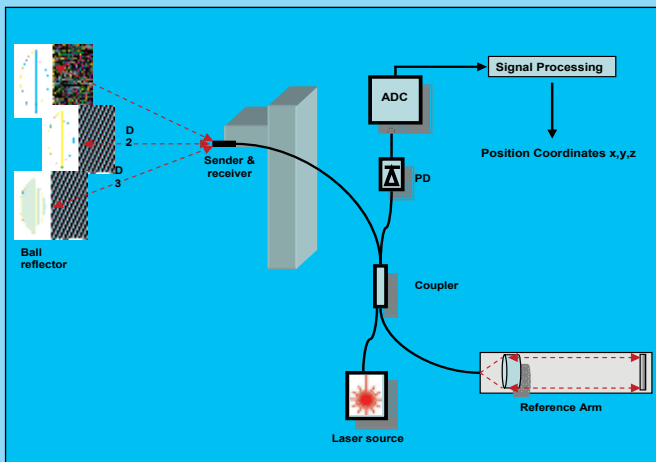 ADC
Signal Processing
D
2
Sender &
receiver
Position Coordinates x,y,z
D
3
PD
Ball
reflector
Coupler
Reference Arm
Laser source